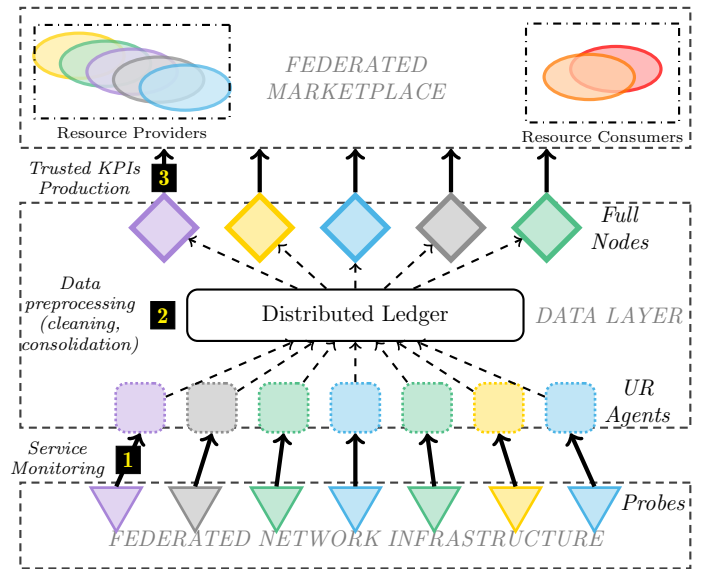 FEDERATED
MARKETPLACE
Resource Providers
Resource Consumers
Trusted KPIs
Production
3
Full
Nodes
Data
preprocessing
(cleaning,
consolidation)
2
Distributed Ledger
DATA LAYER
UR
Agents
Service
Monitoring
1
Probes
FEDERATED NETWORK INFRASTRUCTURE